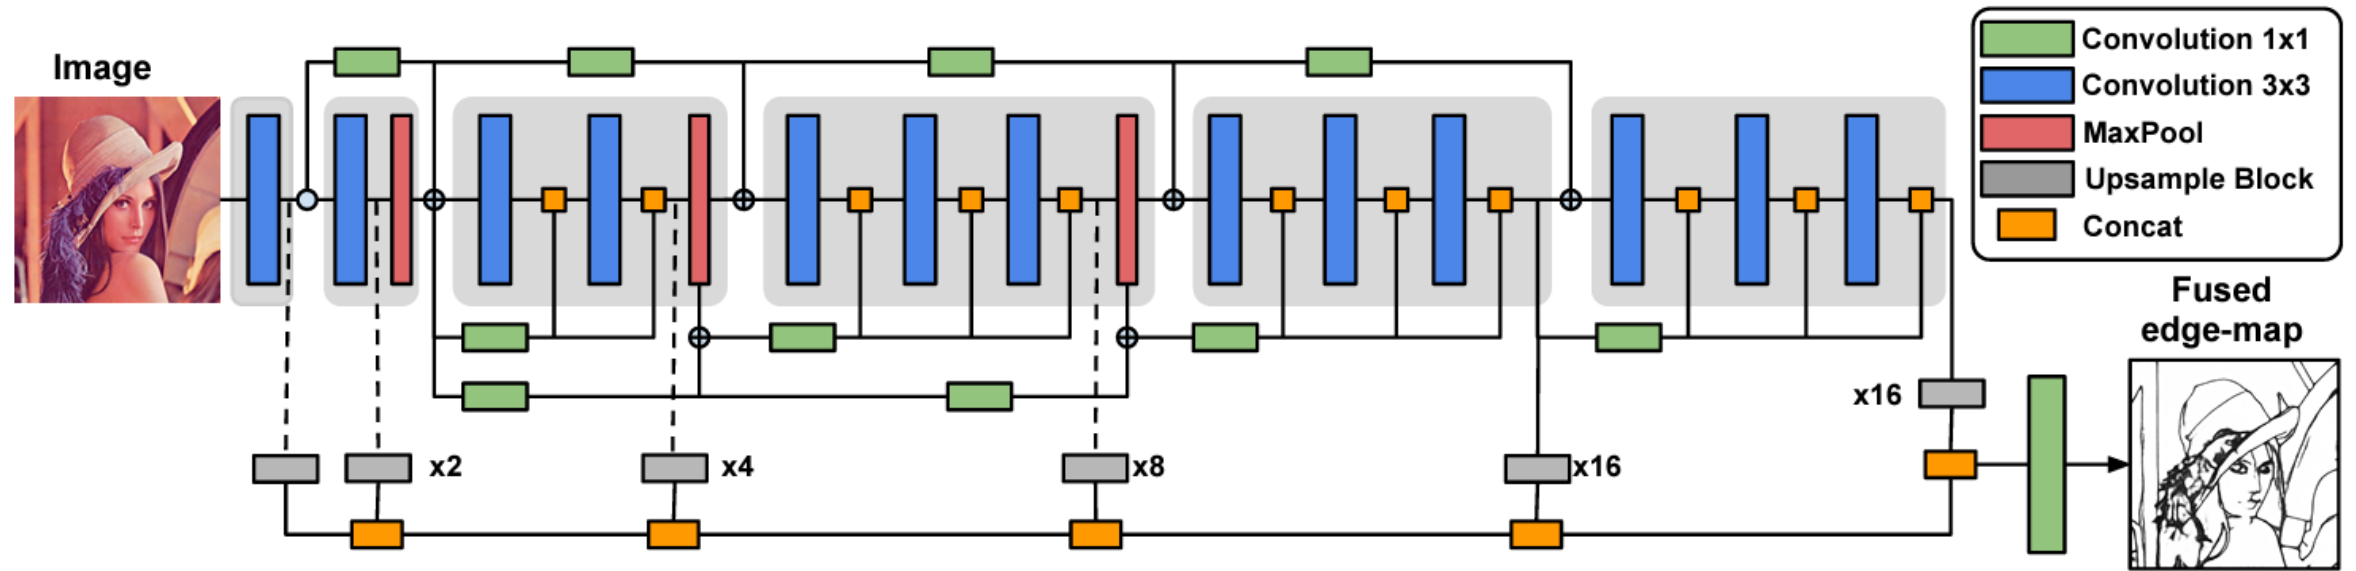 Image
Convolution 1x1
Convolution 3x3
MaxPool
Upsample Block
Concat
Fused
edge-map
x16
x2
x4
x8
x16